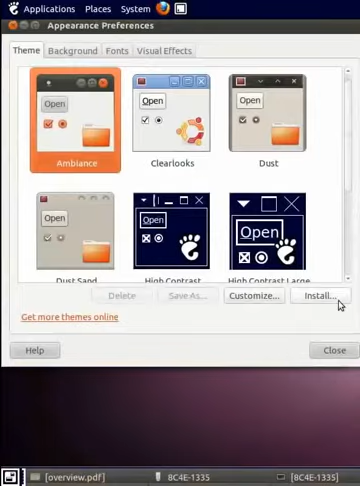 Applications Places System
Appearance Preferences
Theme Background Fonts Visual Effects
Open Open Open
Ambiance Clearlooks Dust
Open Open Open
Dust Sand High Contrast High Contrast Large
Delete Save As... Customize... Install...
Get more themes online
Help Close
[overview.pdf] 8C4E-1335 [8C4E-1335]